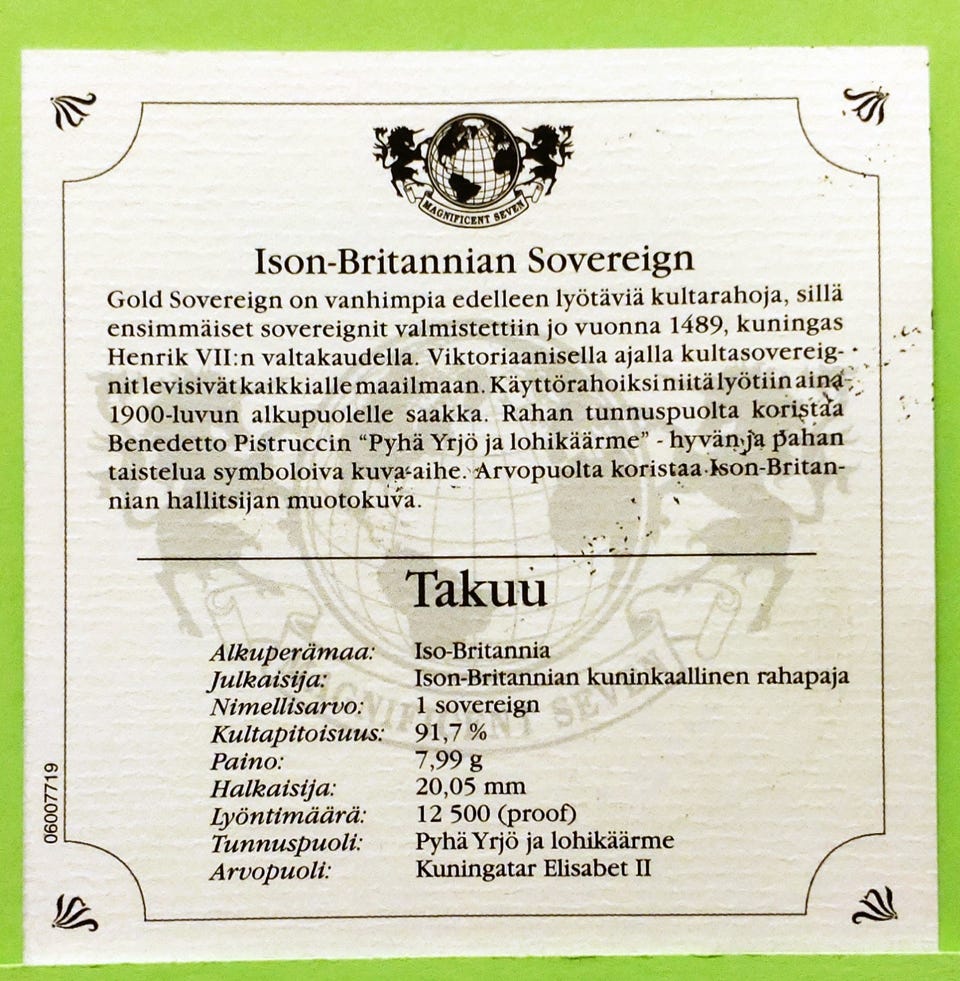 MAGNIFICENT SEVEN
Ison-Britannian Sovereign
Gold Sovereign on vanhimpia edelleen lyötäviä kultarahoja, sillä
ensimmäiset sovereignit valmistettiin jo vuonna 1489, kuningas
Henrik VII:n valtakaudella. Viktoriaanisella ajalla kultasovereig-
nit levisivät kaikkialle maailmaan. Käyttörahoiksi niitä lyötiin aina
1900-luvun alkupuolelle saakka. Rahan tunnuspuolta koristaa
Benedetto Pistruccin “Pyhä Yrjö ja lohikäärme” - hyvän ja pahan
taistelua symboloiva kuva-aihe. Arvopuolta koristaa Ison-Britan-
nian hallitsijan muotokuva.
Takuu
Alkuperämaa: Iso-Britannia
Julkaisija: Ison-Britannian kuninkaallinen rahapaja
Nimellisarvo: 1 sovereign
Kultapitoisuus: 91,7 %
Paino: 7,99 g
Halkaisija: 20,05 mm
Lyöntimäärä: 12 500 (proof)
Tunnuspuoli: Pyhä Yrjö ja lohikäärme
Arvopuoli: Kuningatar Elisabet II
MAGNIFICENT SEVEN
06007719